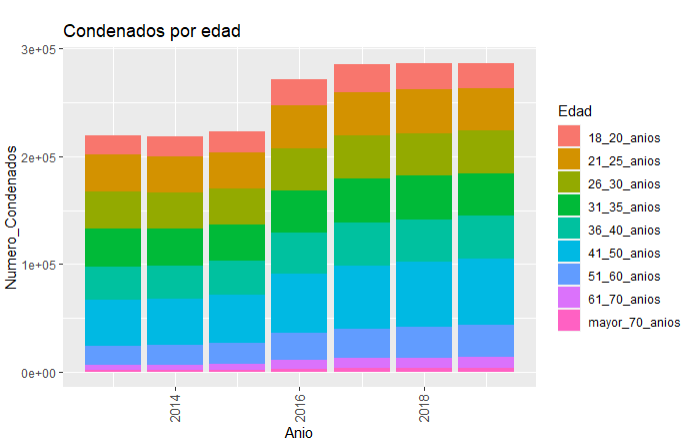 Condenados por edad
3e+05
2e+05
1e+05
0e+00
Numero_Condenados
2014
2016
2018
Anio
Edad
18_20_anios
21_25_anios
26_30_anios
31_35_anios
36_40_anios
41_50_anios
51_60_anios
61_70_anios
mayor_70_anios